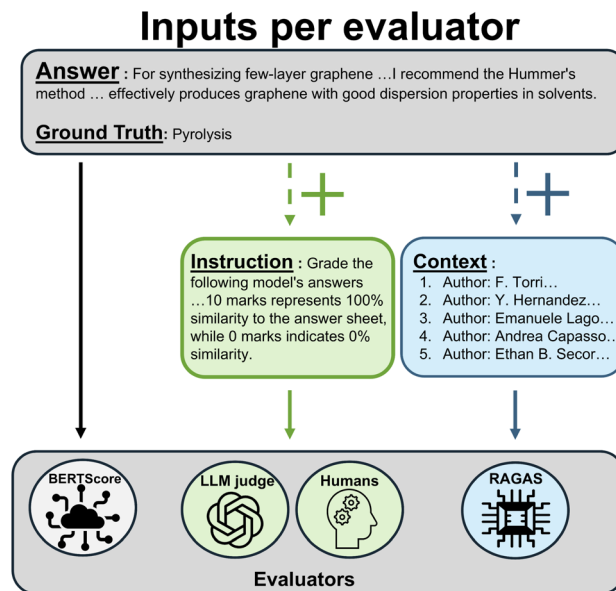 Inputs per evaluator
Answer : For synthesizing few-layer graphene …I recommend the Hummer's
method … effectively produces graphene with good dispersion properties in solvents.
Ground Truth: Pyrolysis
Instruction : Grade the
following model's answers
…10 marks represents 100%
similarity to the answer sheet,
while 0 marks indicates 0%
similarity.
Context :
1. Author: F. Torri…
2. Author: Y. Hernandez…
3. Author: Emanuele Lago…
4. Author: Andrea Capasso…
5. Author: Ethan B. Secor…
BERTScore
LLM judge
Humans
RAGAS
Evaluators